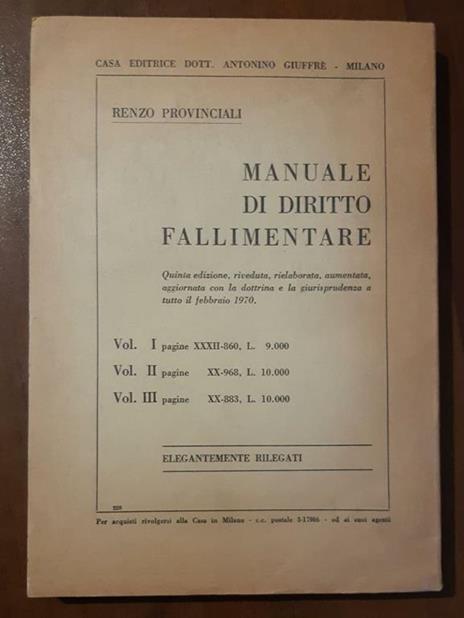 CASA EDITRICE DOTT. ANTONINO GIUFFRÈ - MILANO
RENZO PROVINCIALI
MANUALE
DI DIRITTO
FALLIMENTARE
Quinta edizione, riveduta, rielaborata, aumentata,
aggiornata con la dottrina e la giurisprudenza a
tutto il febbraio 1970.
Vol. I pagine XXXII-860, L. 9.000
Vol. II pagine XX-968, L. 10.000
Vol. III pagine XX-883, L. 10.000
ELEGANTEMENTE RILEGATI
Per acquisti rivolgersi alla Casa in Milano - c.c. postale 3-17986 - od ai suoi agenti